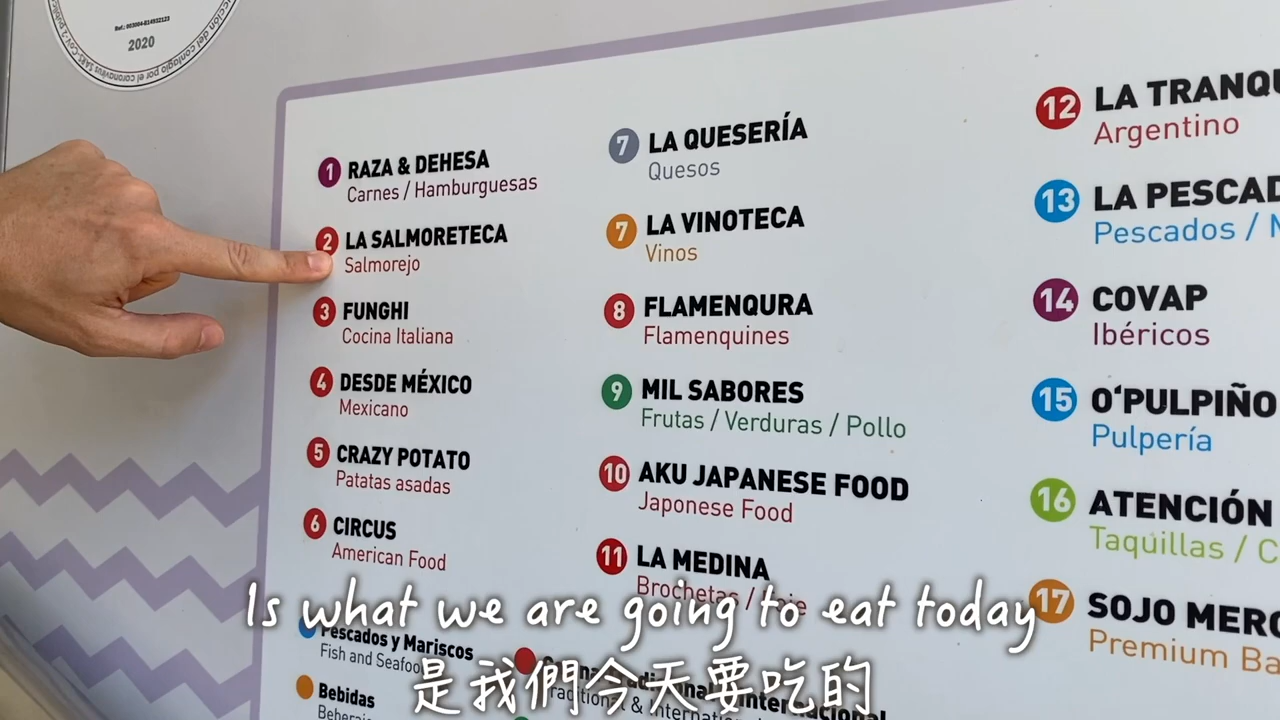 2020
1 RAZA & DEHESA
Carnes / Hamburguesas
2 LA SALMORETECA
Salmorejo
3 FUNGHI
Cocina Italiana
4 DESDE MÉXICO
Mexicano
5 CRAZY POTATO
Patatas asadas
6 CIRCUS
American Food
7 LA QUESERÍA
Quesos
7 LA VINOTECA
Vinos
8 FLAMENQURA
Flamenquines
9 MIL SABORES
Frutas / Verduras / Pollo
10 AKU JAPANESE FOOD
Japonese Food
11 LA MEDINA
Brochetas /
12 LA TRANQU
Argentino
13 LA PESCAD
Pescados /
14 COVAP
Ibéricos
15 O'PULPIÑO
Pulpería
16 ATENCIÓN
Taquillas / C
17 SOJO MERC
Premium Ba
Pescados y Mariscos
Fish and Seafoo
Bebidas
Is what we are going to eat today
是我們今天要吃的